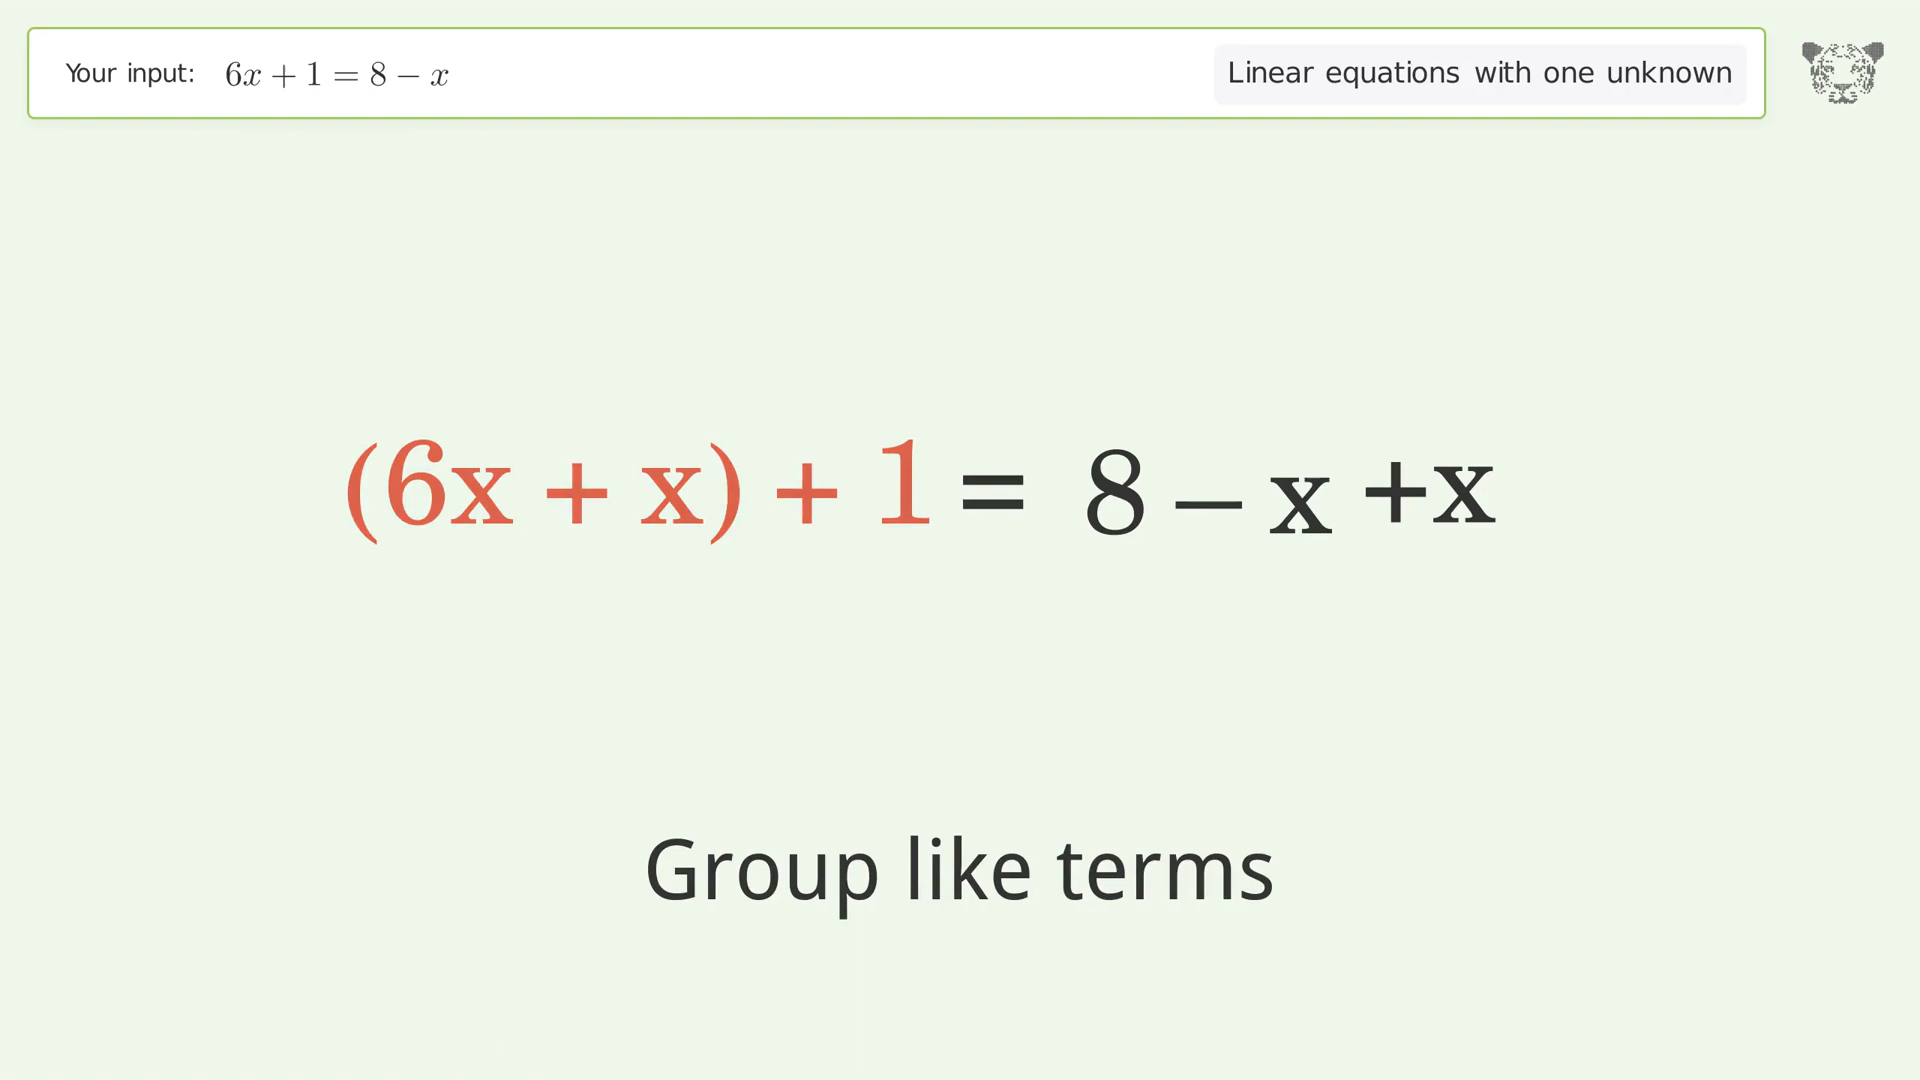 Your input: 6x + 1 = 8 − x
Linear equations with one unknown
(6x + x) + 1 = 8 − x +x
Group like terms